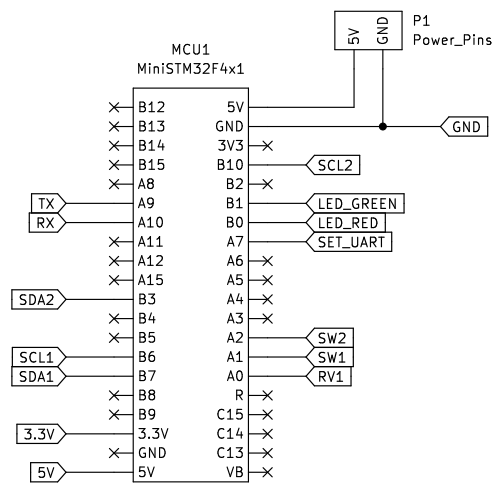 P1
5V
GND
Power_Pins
MCU1
MiniSTM32F4x1
B12 5V
B13 GND GND
B14 3V3
B15 B10 SCL2
A8 B2
TX A9 B1 LED_GREEN
RX A10 B0 LED_RED
A11 A7 SET_UART
A12 A6
A15 A5
SDA2 B3 A4
B4 A3
B5 A2 SW2
SCL1 B6 A1 SW1
SDA1 B7 A0 RV1
B8 R
B9 C15
3.3V 3.3V C14
GND C13
5V 5V VB